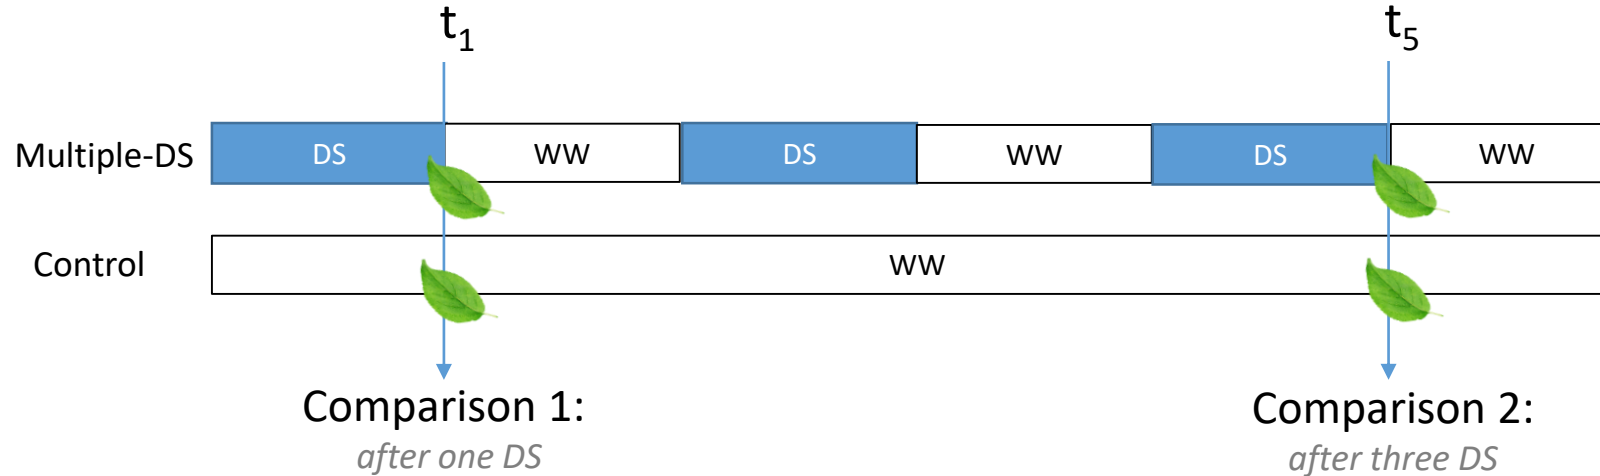 t₁
t₅
Multiple-DS
DS
WW
DS
WW
DS
WW
Control
WW
Comparison 1:
after one DS
Comparison 2:
after three DS